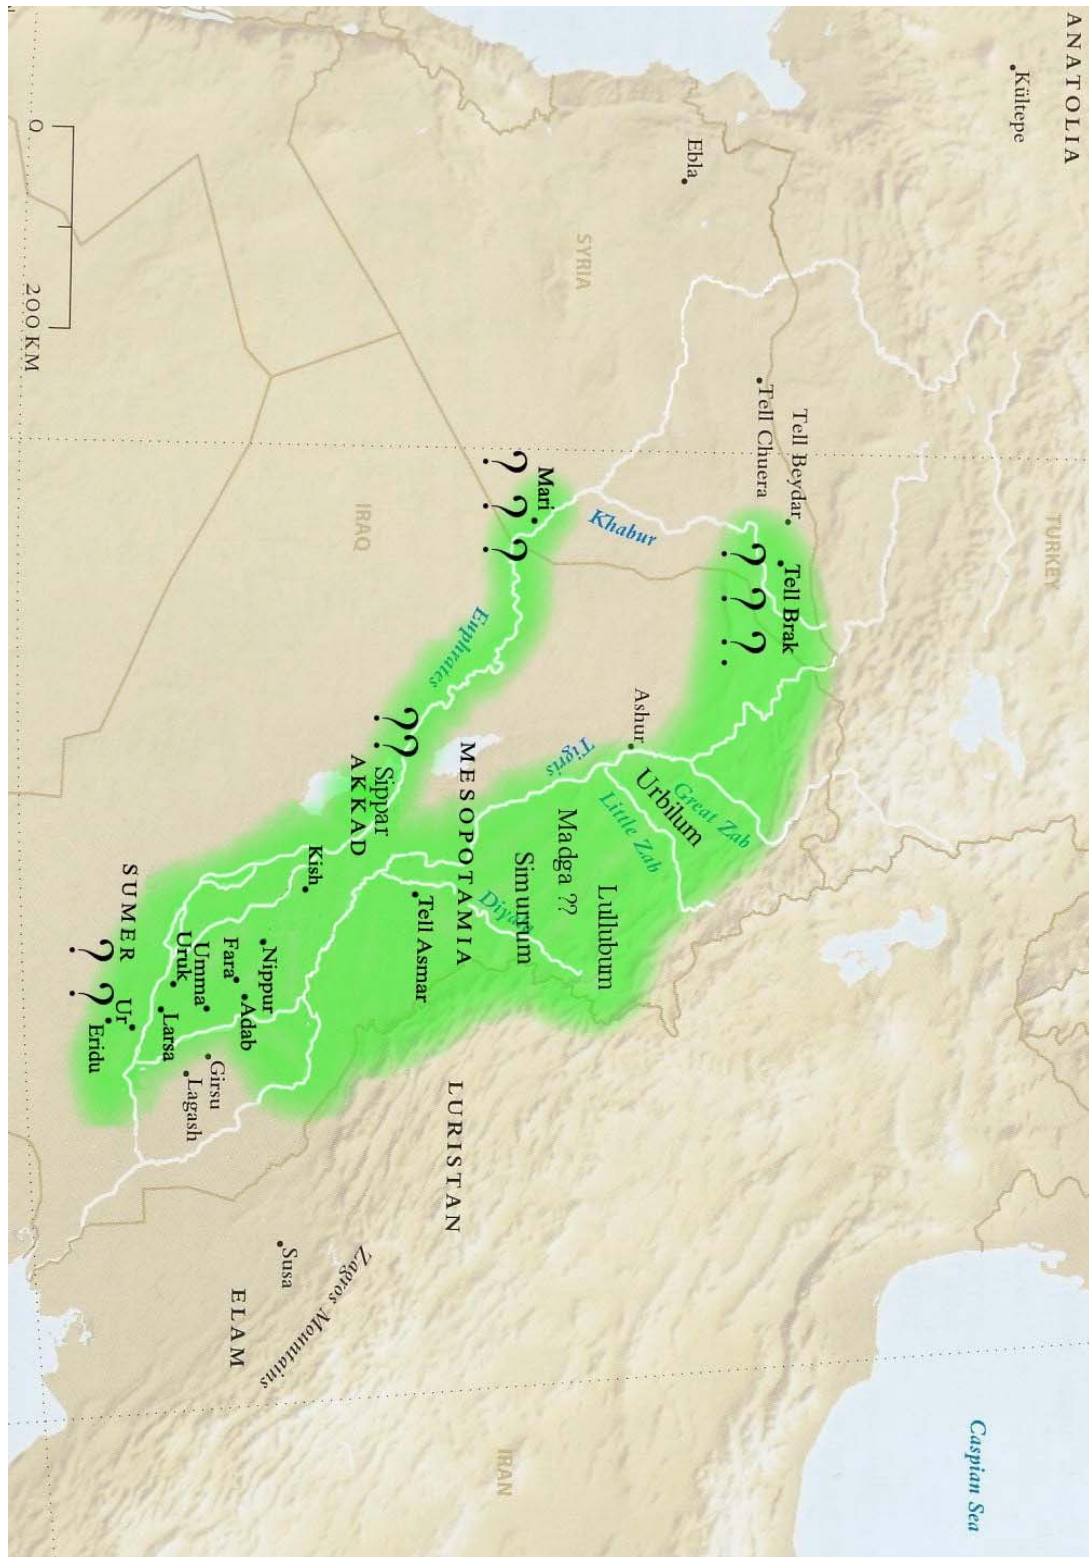 ANATOLIA
Kültepe
Caspian Sea
TURKEY
Tell Beydar
Tell Chuera
Tell Brak
? ? ?
Ebla
Great Zab
Urbilum
Little Zab
Ashur
Lullubum
Khabur
SYRIA
Tigris
Madga ??
Simurrum
Mari
? ? ?
Diyala
Euphrates
MESOPOTAMIA
Tell Asmar
LURISTAN
IRAN
??
Sippar
AKKAD
IRAQ
Kish
Zagros Mountains
Susa
ELAM
Nippur
Adab
Fara
Umma
Uruk
Girsu
Lagash
Larsa
SUMER
Ur
Eridu
? ?
0
200 KM